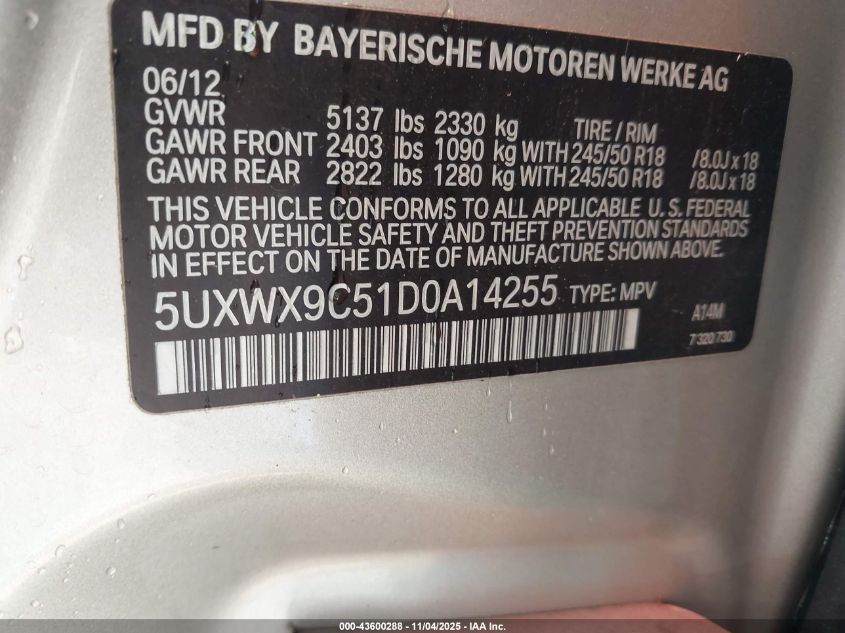 MFD BY BAYERISCHE MOTOREN WERKE AG
06/12
GVWR 5137 lbs 2330 kg TIRE / RIM
GAWR FRONT 2403 lbs 1090 kg WITH 245/50 R18 /8.0J x 18
GAWR REAR 2822 lbs 1280 kg WITH 245/50 R18 /8.0J x 18
THIS VEHICLE CONFORMS TO ALL APPLICABLE U.S. FEDERAL
MOTOR VEHICLE SAFETY AND THEFT PREVENTION STANDARDS
IN EFFECT ON THE DATE OF MANUFACTURE SHOWN ABOVE.
5UXWX9C51D0A14255 TYPE: MPV
A14M
7 320 730
000-43600288 - 11/04/2025 - IAA Inc.